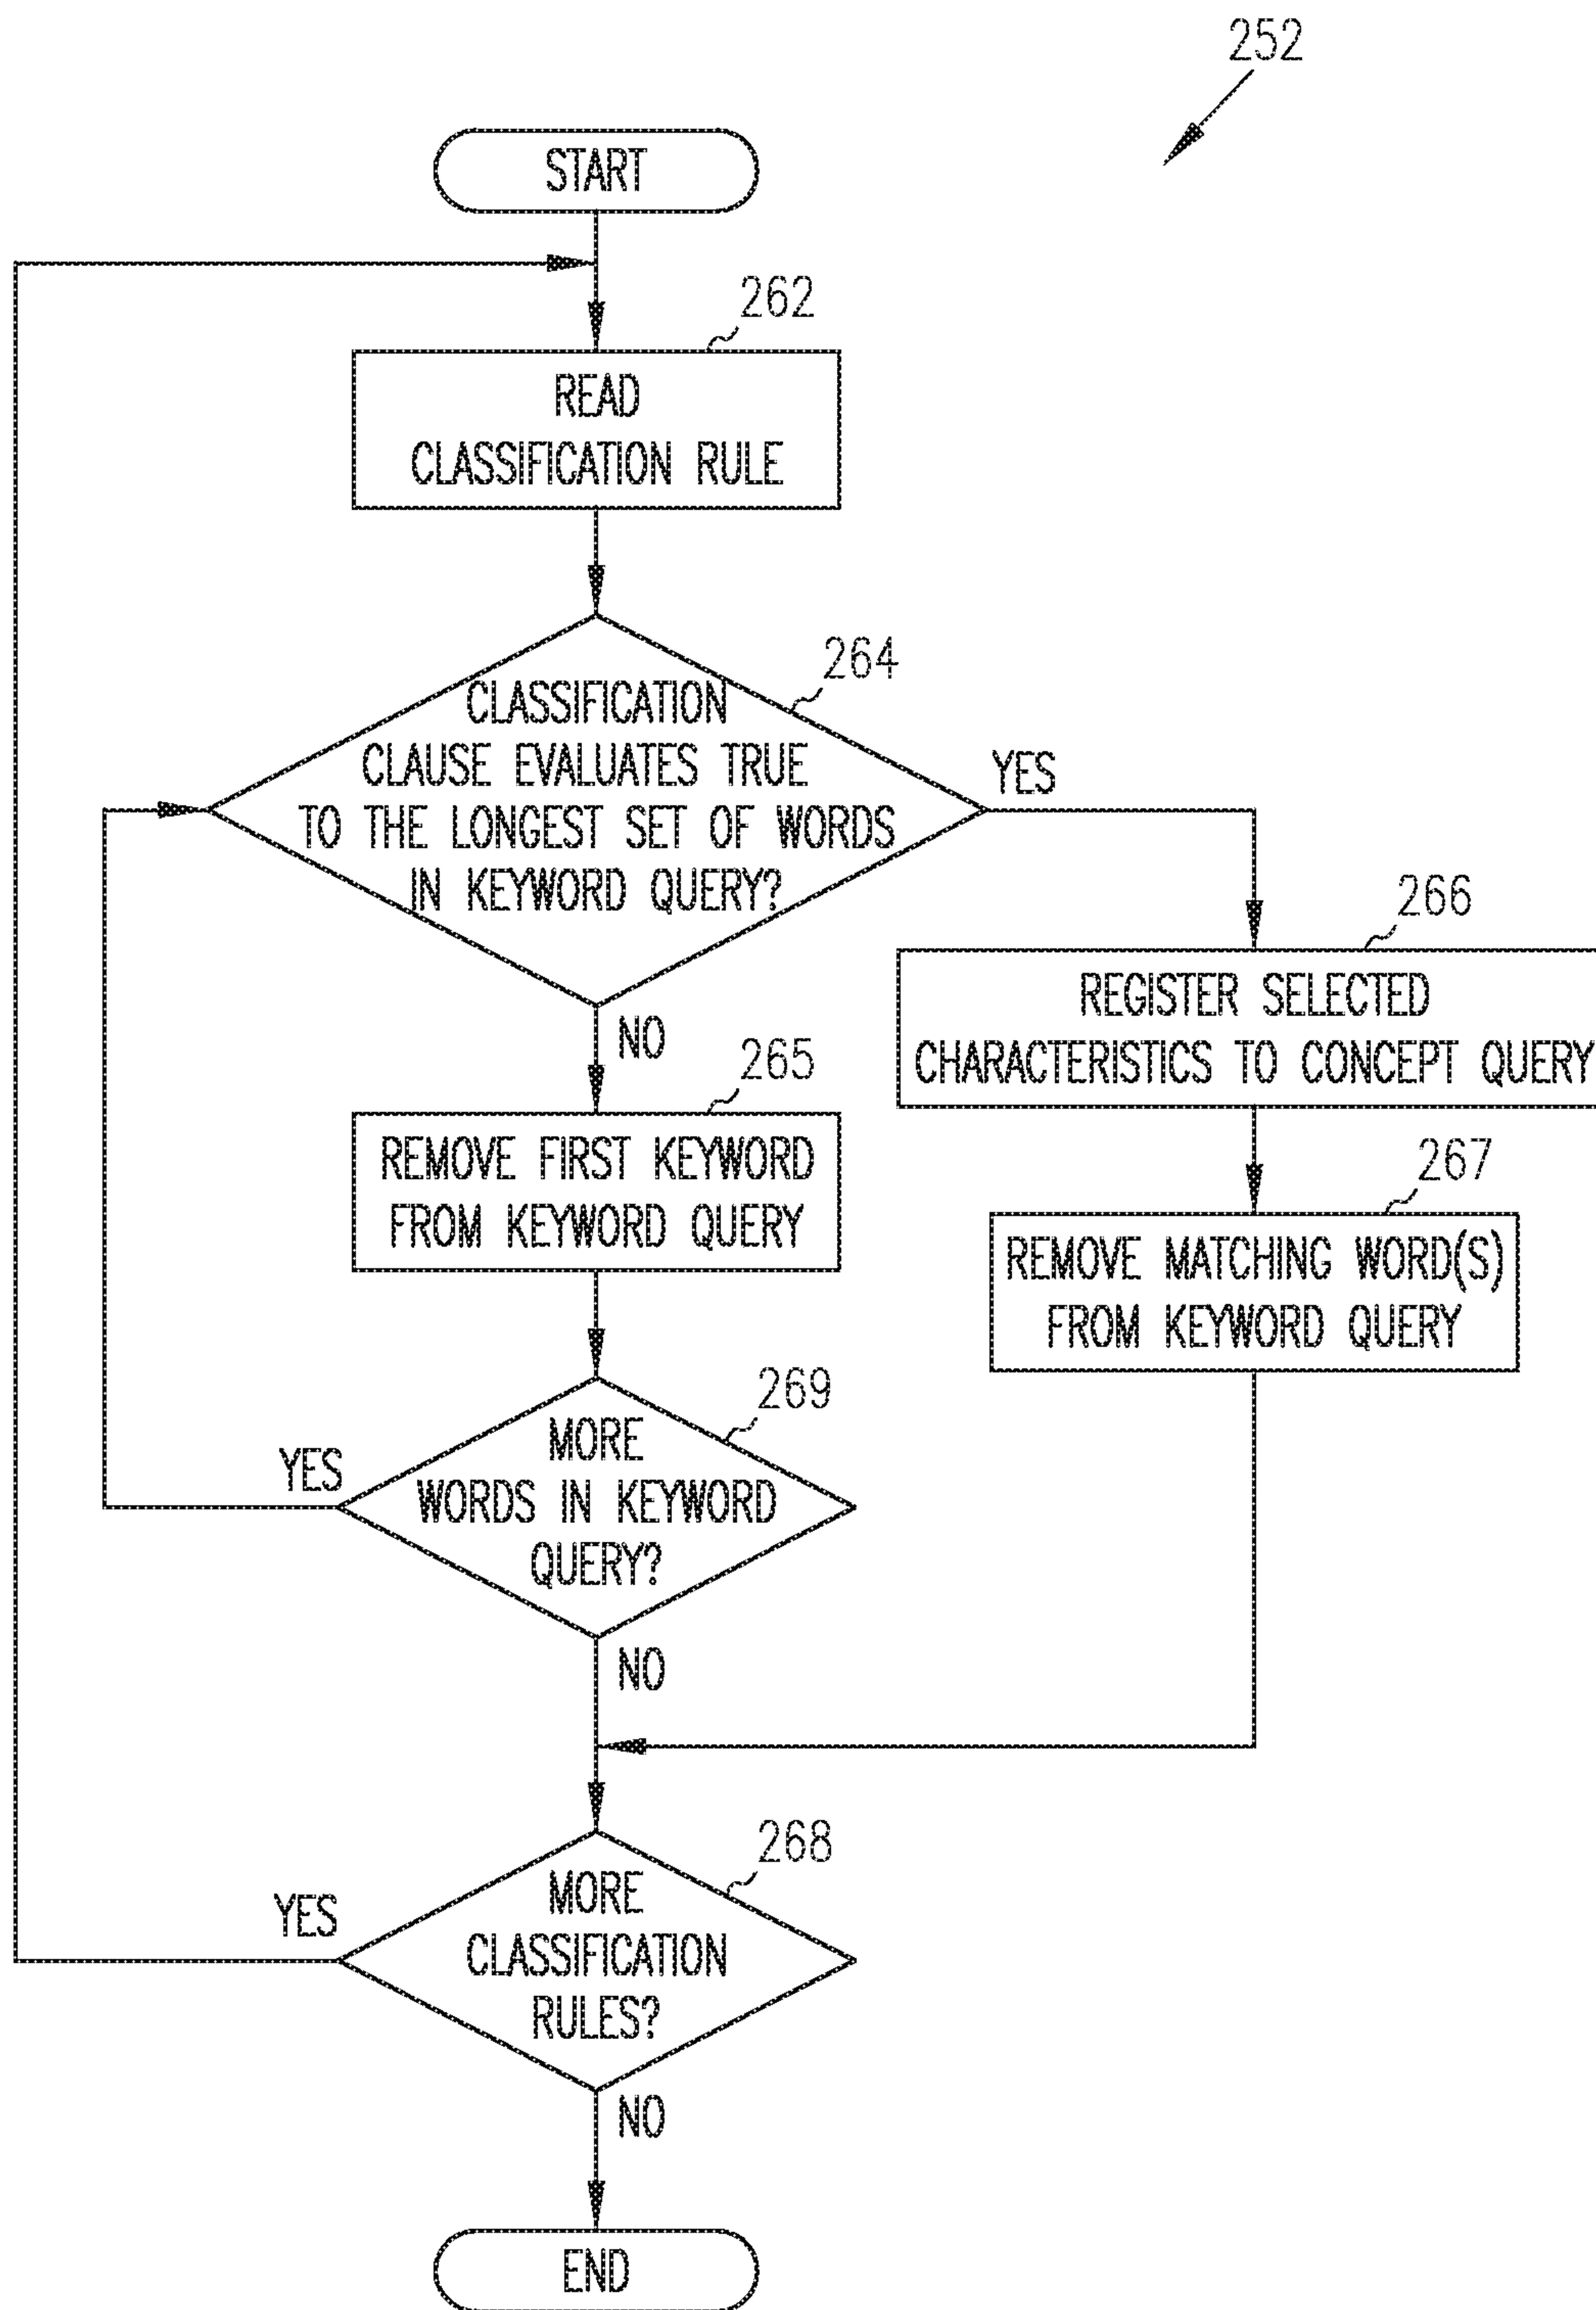 252
START
262
READ
CLASSIFICATION RULE
264
CLASSIFICATION
CLAUSE EVALUATES TRUE
TO THE LONGEST SET OF WORDS
IN KEYWORD QUERY?
YES
NO
266
REGISTER SELECTED
CHARACTERISTICS TO CONCEPT QUERY
265
REMOVE FIRST KEYWORD
FROM KEYWORD QUERY
267
REMOVE MATCHING WORD(S)
FROM KEYWORD QUERY
269
MORE
WORDS IN KEYWORD
QUERY?
YES
NO
268
MORE
CLASSIFICATION
RULES?
YES
NO
END